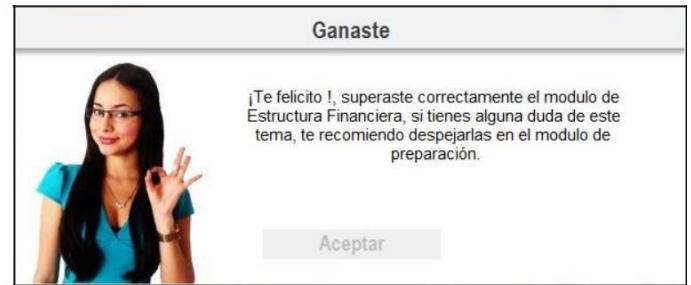 Ganaste
¡Te felicito !, superaste correctamente el modulo de
Estructura Financiera, si tienes alguna duda de este
tema, te recomiendo despejarlas en el modulo de
preparación.
Aceptar